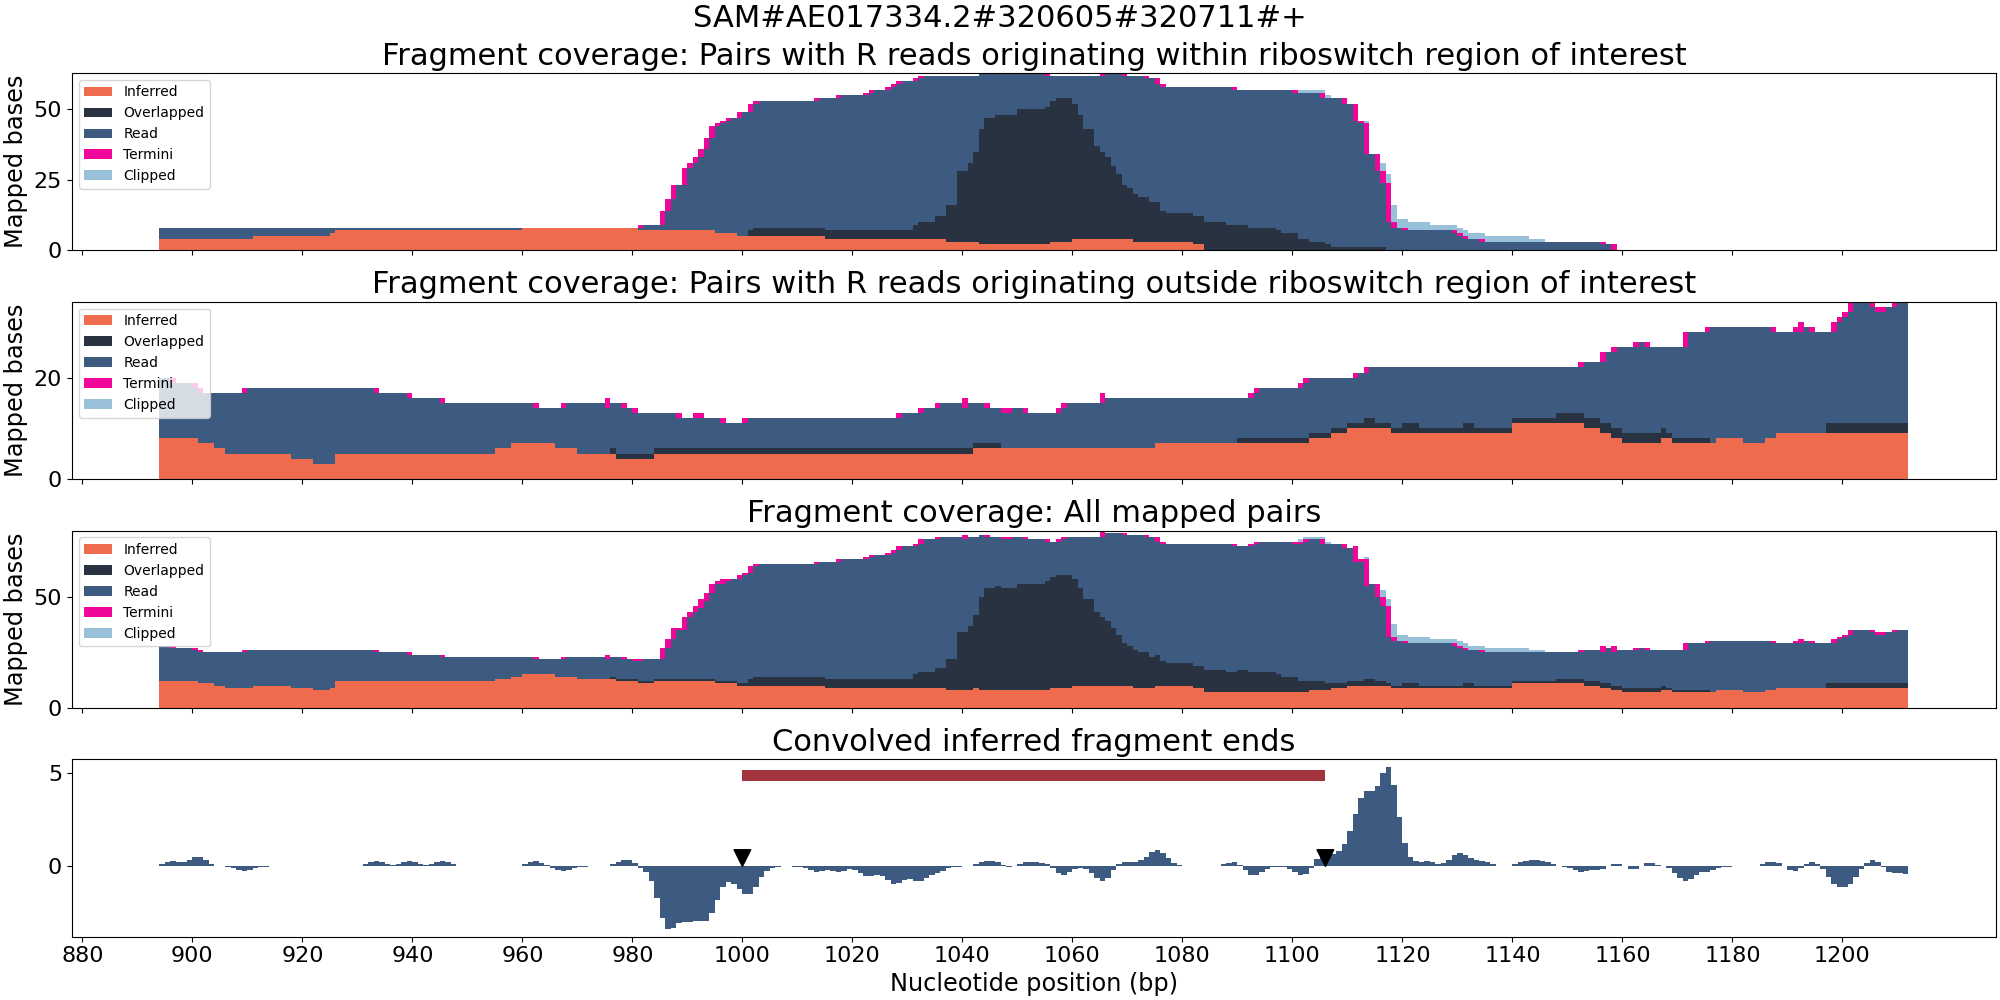 SAM#AE017334.2#320605#320711#+
Fragment coverage: Pairs with R reads originating within riboswitch region of interest
Mapped bases
50
25
0
Inferred
Overlapped
Read
Termini
Clipped
Fragment coverage: Pairs with R reads originating outside riboswitch region of interest
Mapped bases
20
0
Inferred
Overlapped
Read
Termini
Clipped
Fragment coverage: All mapped pairs
Mapped bases
50
0
Inferred
Overlapped
Read
Termini
Clipped
Convolved inferred fragment ends
5
0
880 900 920 940 960 980 1000 1020 1040 1060 1080 1100 1120 1140 1160 1180 1200
Nucleotide position (bp)